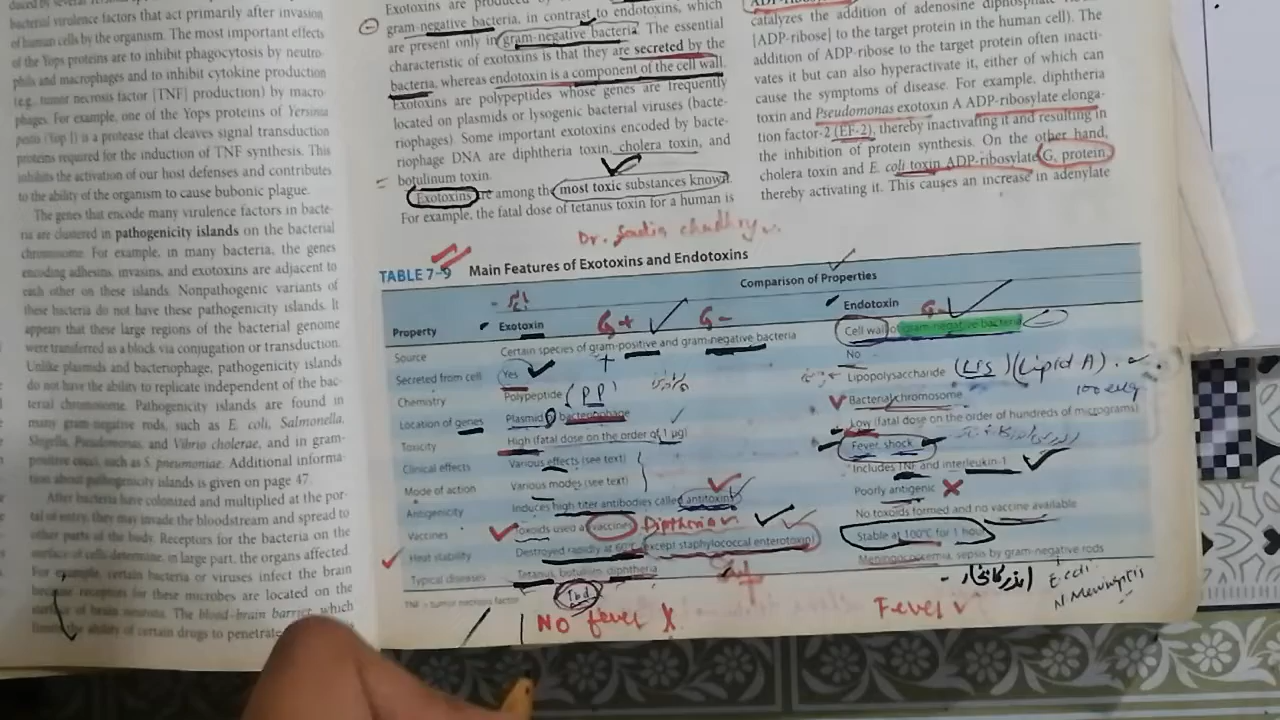 bacterial virulence factors that act primarily after invasion
of human cells by the organism. The most important effects
of the Yops proteins are to inhibit phagocytosis by neutro-
phils and macrophages and to inhibit cytokine production
(e.g., tumor necrosis factor [TNF] production) by macro-
phages. For example, one of the Yops proteins of Yersinia
pestis (Yop J) is a protease that cleaves signal transduction
proteins required for the induction of TNF synthesis. This
inhibits the activation of our host defenses and contributes
to the ability of the organism to cause bubonic plague.
The genes that encode many virulence factors in bacte-
ria are clustered in pathogenicity islands on the bacterial
chromosome. For example, in many bacteria, the genes
encoding adhesins, invasins, and exotoxins are adjacent to
each other on these islands. Nonpathogenic variants of
these bacteria do not have these pathogenicity islands. It
appears that these large regions of the bacterial genome
were transferred as a block via conjugation or transduction.
Unlike plasmids and bacteriophage, pathogenicity islands
do not have the ability to replicate independent of the bac-
terial chromosome. Pathogenicity islands are found in
many gram-negative rods, such as E. coli, Salmonella,
Shigella, Pseudomonas, and Vibrio cholerae, and in gram-
positive cocci, such as S. pneumoniae. Additional informa-
tion about pathogenicity islands is given on page 47.
After bacteria have colonized and multiplied at the por-
tal of entry, they may invade the bloodstream and spread to
other parts of the body. Receptors for the bacteria on the
surface of cells determine, in large part, the organs affected.
For example, certain bacteria or viruses infect the brain
because receptors for these microbes are located on the
surface of brain neurons. The blood-brain barrier, which
limits the ability of certain drugs to penetrate
Exotoxins are produced by
gram-negative bacteria, in contrast to endotoxins, which
are present only in gram-negative bacteria. The essential
characteristic of exotoxins is that they are secreted by the
bacteria, whereas endotoxin is a component of the cell wall.
Exotoxins are polypeptides whose genes are frequently
located on plasmids or lysogenic bacterial viruses (bacte-
riophages). Some important exotoxins encoded by bacte-
riophage DNA are diphtheria toxin, cholera toxin, and
botulinum toxin.
Exotoxins are among the most toxic substances known.
For example, the fatal dose of tetanus toxin for a human is
catalyzes the addition of adenosine diphosphate
[ADP-ribose] to the target protein in the human cell). The
addition of ADP-ribose to the target protein often inacti-
vates it but can also hyperactivate it, either of which can
cause the symptoms of disease. For example, diphtheria
toxin and Pseudomonas exotoxin A ADP-ribosylate elonga-
tion factor-2 (EF-2), thereby inactivating it and resulting in
the inhibition of protein synthesis. On the other hand,
cholera toxin and E. coli toxin ADP-ribosylate Gs protein,
thereby activating it. This causes an increase in adenylate
Dr. Sadia chaudhry
TABLE 7-9 Main Features of Exotoxins and Endotoxins
Comparison of Properties
Property Exotoxin G+ G- Endotoxin G-
Source Certain species of gram-positive and gram-negative bacteria Cell wall of gram-negative bacteria
Secreted from cell Yes No
Chemistry Polypeptide (PP) Lipopolysaccharide (LPS) (Lipid A)
Location of genes Plasmid or bacteriophage Bacterial chromosome
Toxicity High (fatal dose on the order of 1 μg) Low (fatal dose on the order of hundreds of micrograms)
Clinical effects Various effects (see text) Fever, shock
Mode of action Various modes (see text) Includes TNF and interleukin-1
Antigenicity Induces high-titer antibodies called antitoxins Poorly antigenic
Vaccines Toxoids used as vaccines Diptheria No toxoids formed and no vaccine available
Heat stability Destroyed rapidly at 60°C (except staphylococcal enterotoxin) Stable at 100°C for 1 hour
Typical diseases Tetanus, botulism, diphtheria Meningococcemia, sepsis by gram-negative rods
TNF = tumor necrosis factor.
E.coli
N.Meningitis
NO fever X
Fever